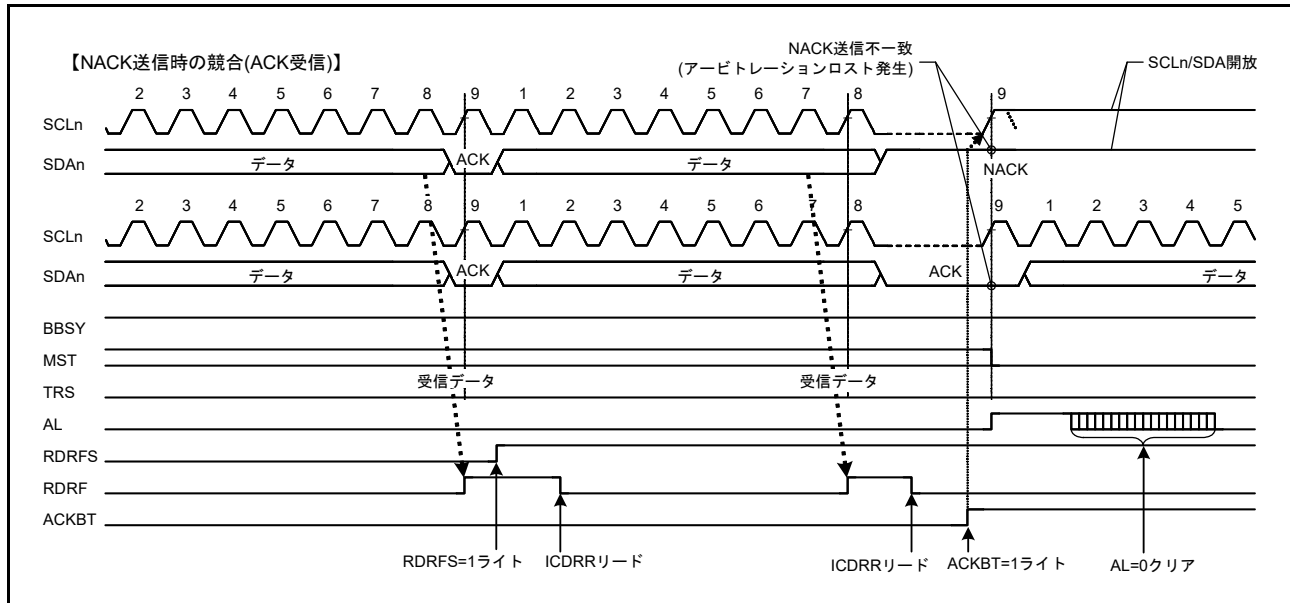 【NACK送信時の競合(ACK受信)】
NACK送信不一致
(アービトレーションロスト発生)
SCLn/SDA開放
2 3 4 5 6 7 8 9 1 2 3 4 5 6 7 8 9
SCLn
SDAn データ ACK データ NACK
2 3 4 5 6 7 8 9 1 2 3 4 5 6 7 8 9 1 2 3 4 5
SCLn
SDAn データ ACK データ ACK データ
BBSY
MST
受信データ 受信データ
TRS
AL
RDRFS
RDRF
ACKBT
RDRFS=1ライト ICDRRリード ICDRRリード ACKBT=1ライト AL=0クリア